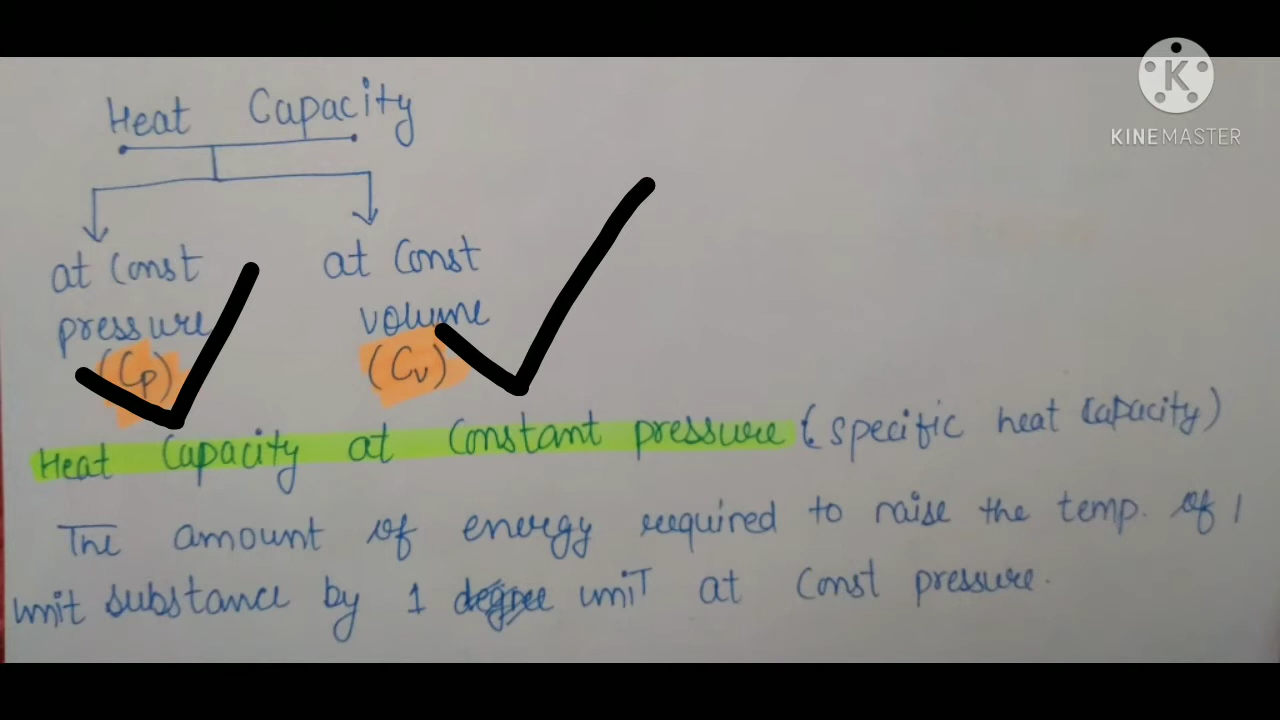 Heat Capacity
at Const pressure (Cp)
at Const volume (Cv)
Heat Capacity at Constant pressure (specific heat capacity)
The amount of energy required to raise the temp. of 1
unit substance by 1 degree unit at Const pressure.
K
KINEMASTER